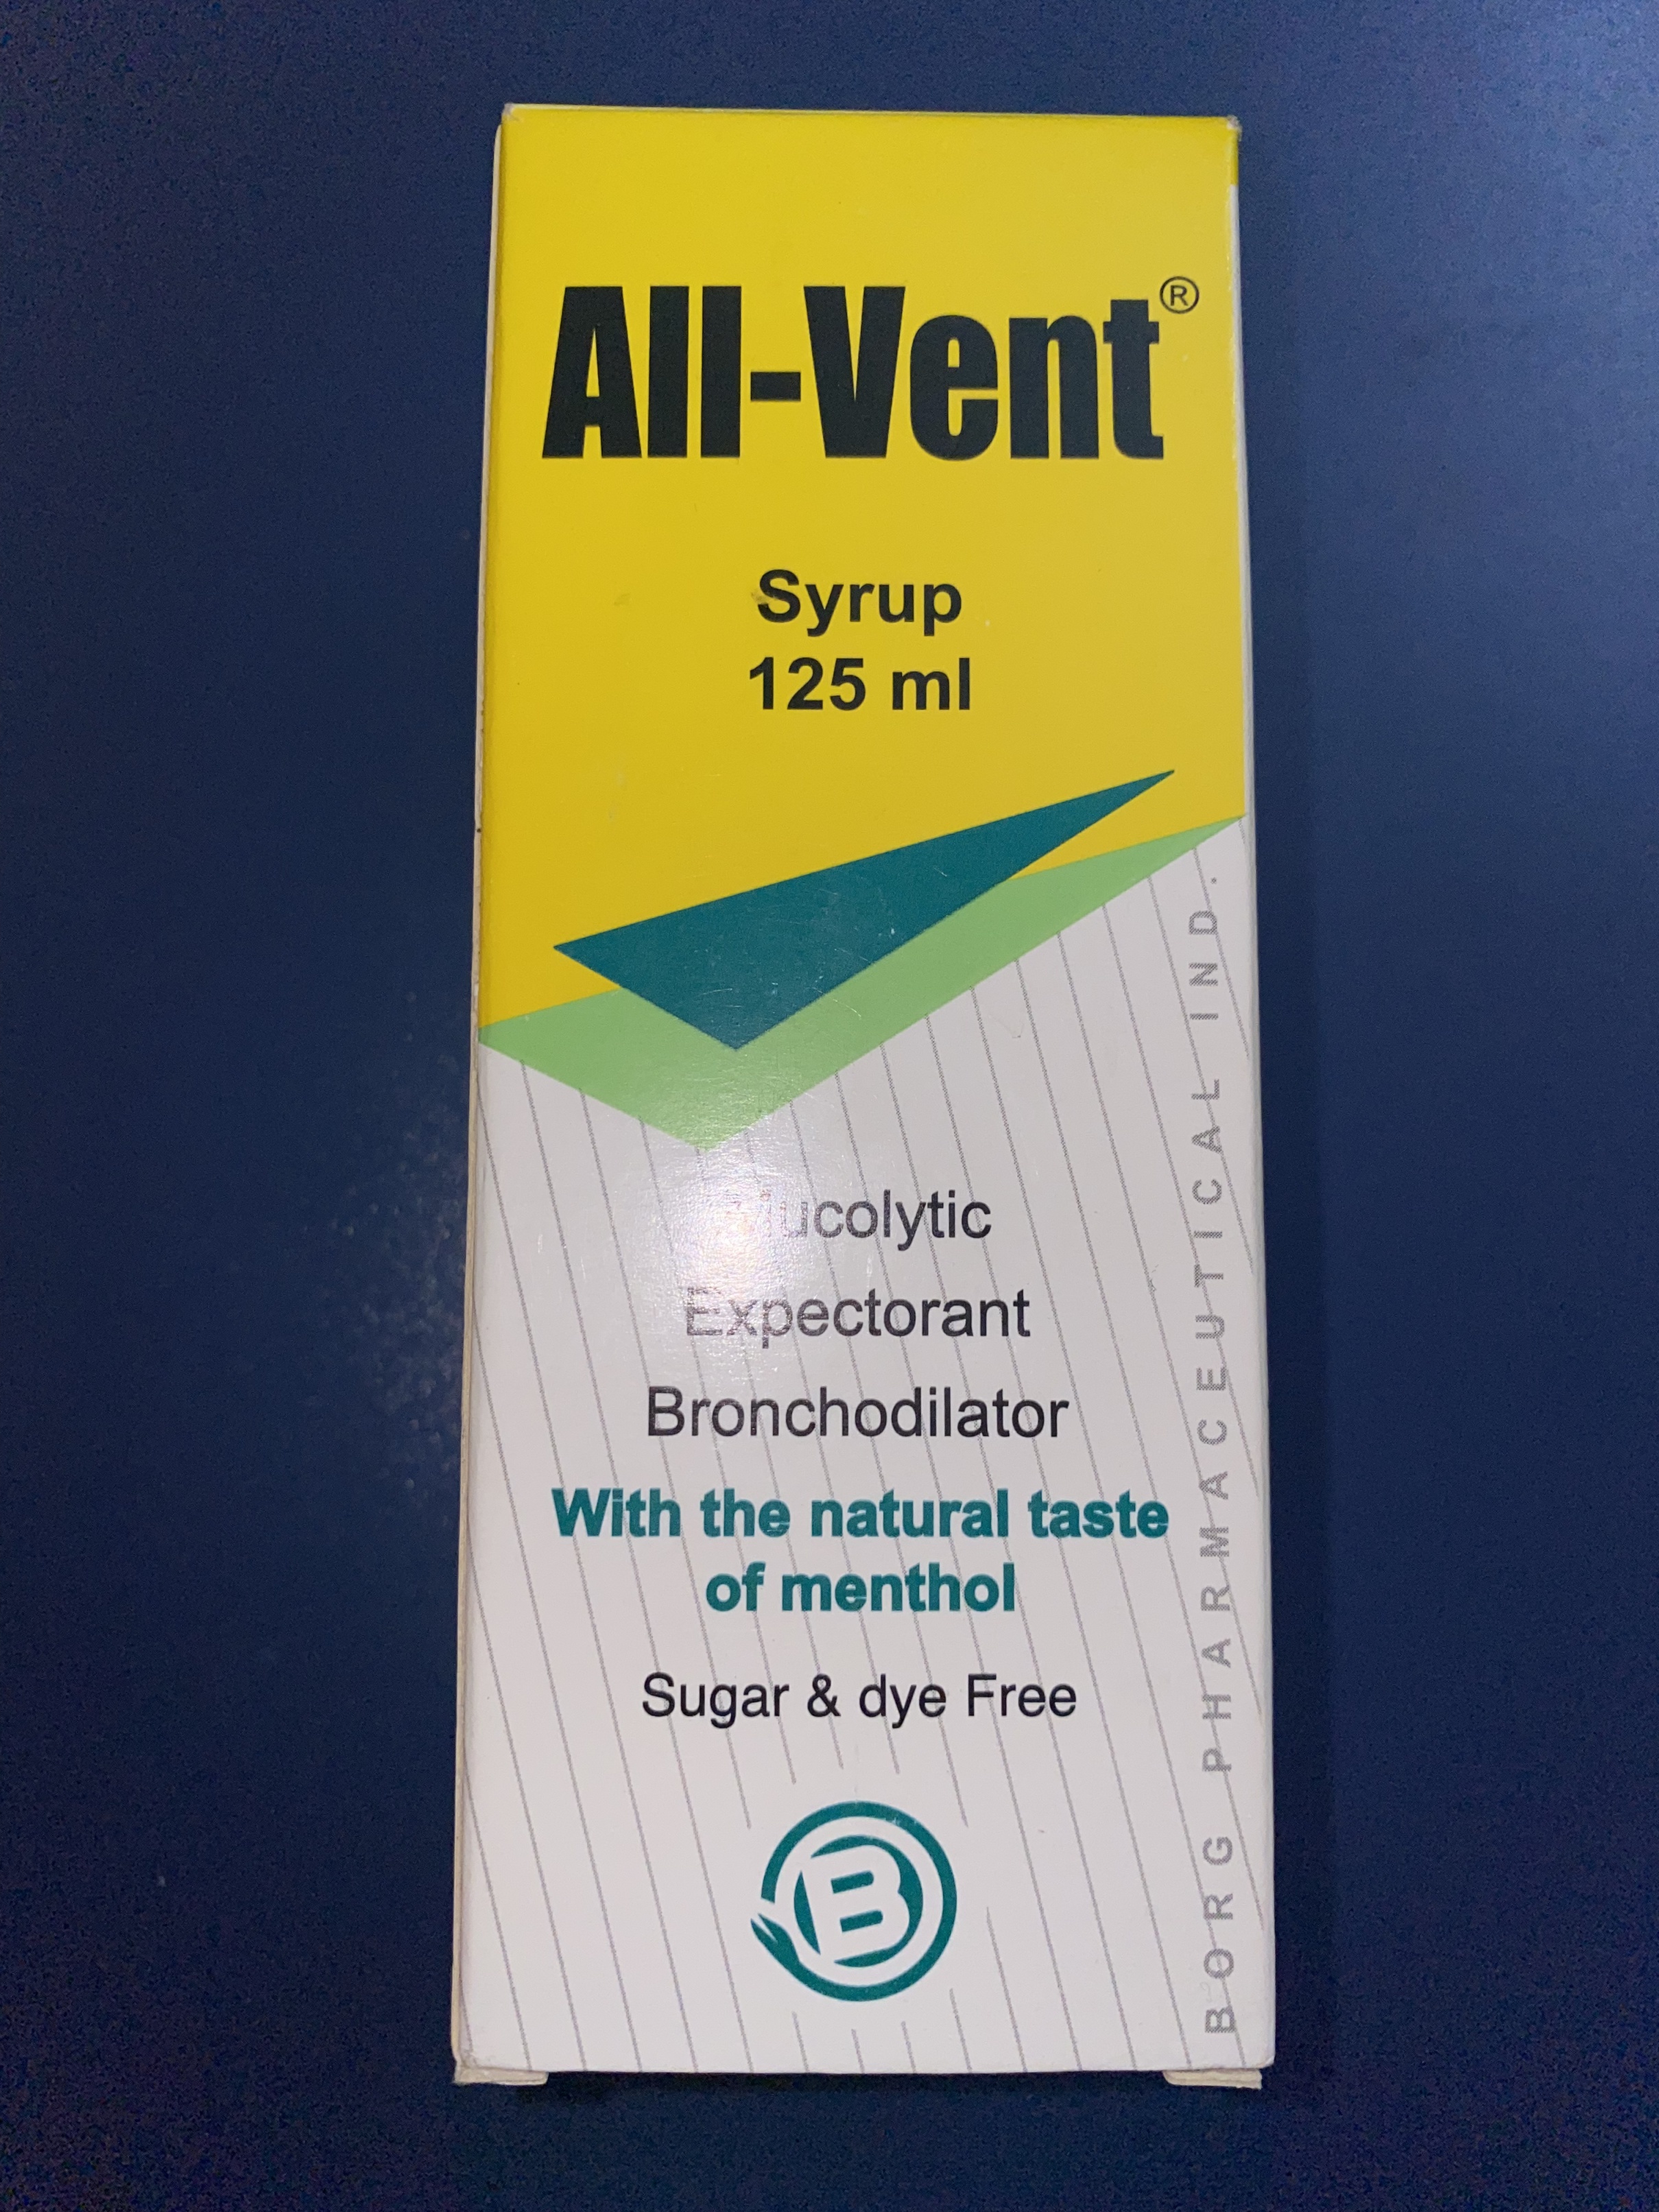 All-Vent®
Syrup
125 ml
Mucolytic
Expectorant
Bronchodilator
With the natural taste
of menthol
Sugar & dye Free
B
BORG PHARMACEUTICAL IND.